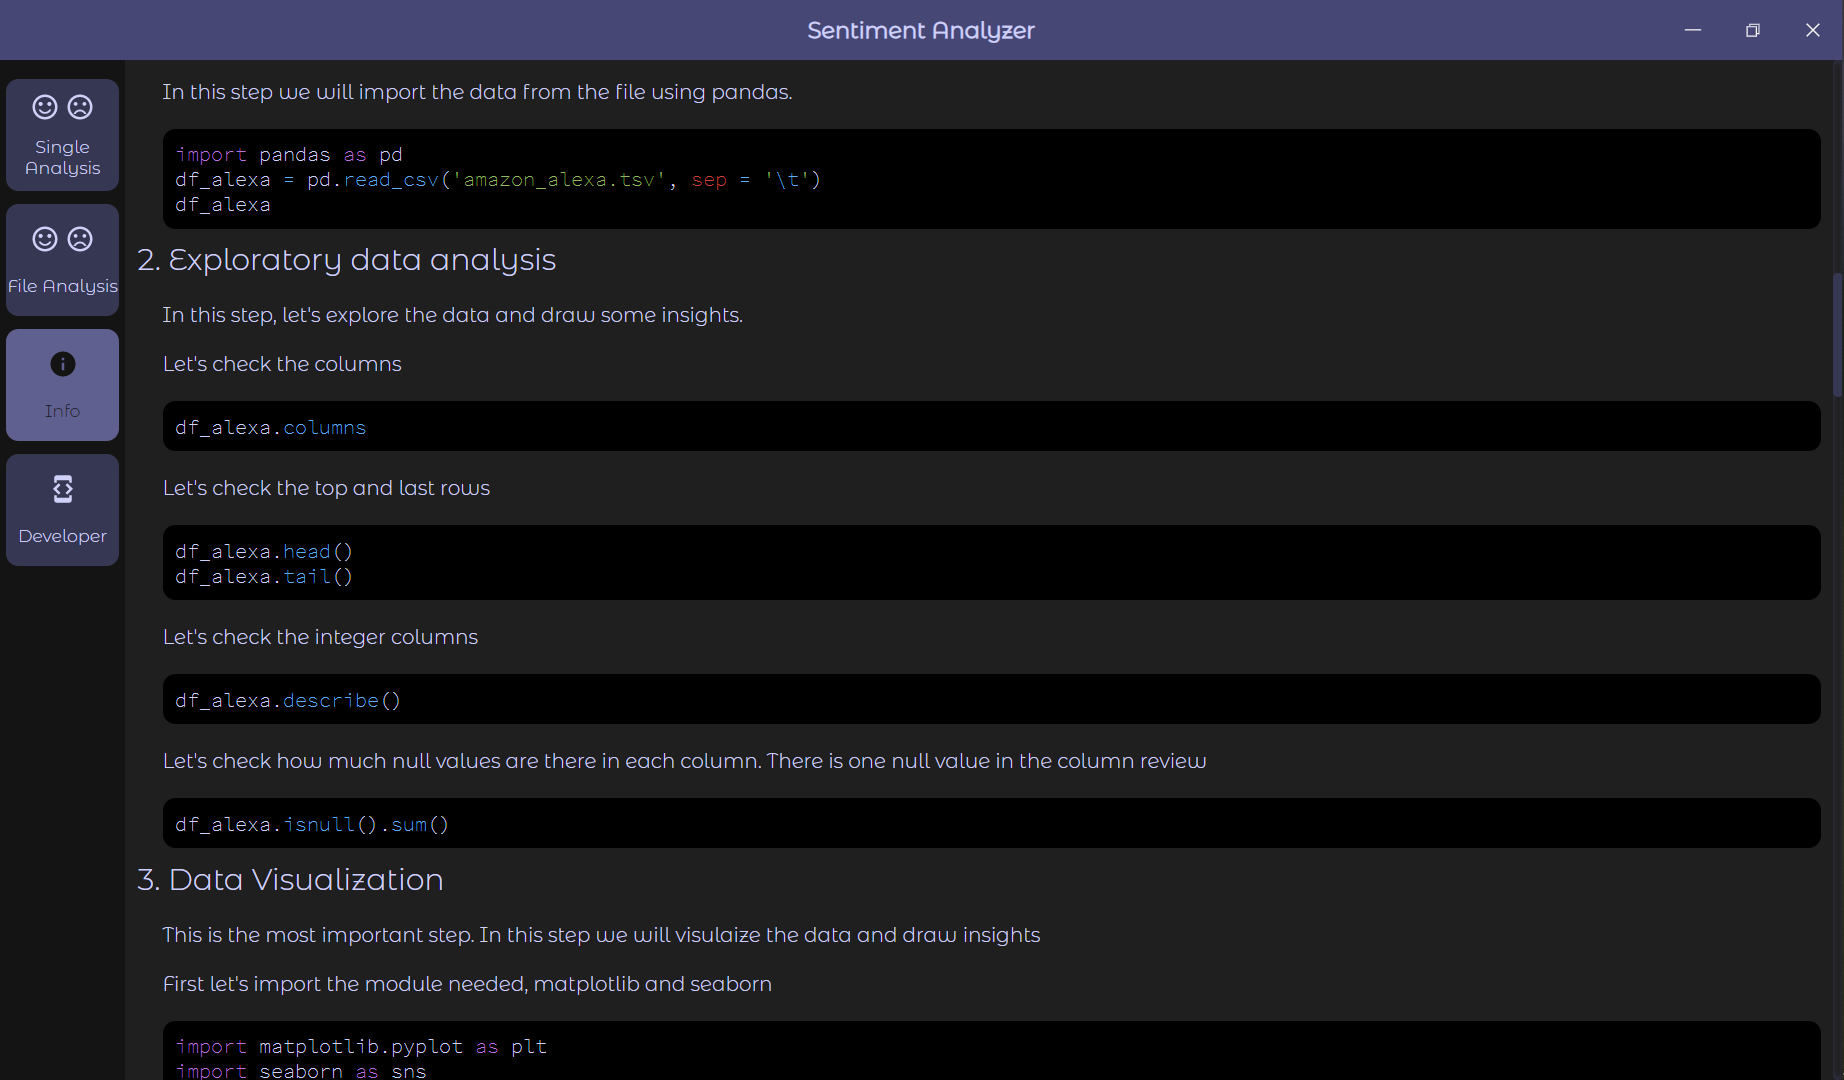 Sentiment Analyzer
Single
Analysis
File Analysis
Info
Developer
In this step we will import the data from the file using pandas.
import pandas as pd
df_alexa = pd.read_csv('amazon_alexa.tsv', sep = '\t')
df_alexa
2. Exploratory data analysis
In this step, let's explore the data and draw some insights.
Let's check the columns
df_alexa.columns
Let's check the top and last rows
df_alexa.head()
df_alexa.tail()
Let's check the integer columns
df_alexa.describe()
Let's check how much null values are there in each column. There is one null value in the column review
df_alexa.isnull().sum()
3. Data Visualization
This is the most important step. In this step we will visulaize the data and draw insights
First let's import the module needed, matplotlib and seaborn
import matplotlib.pyplot as plt
import seaborn as sns